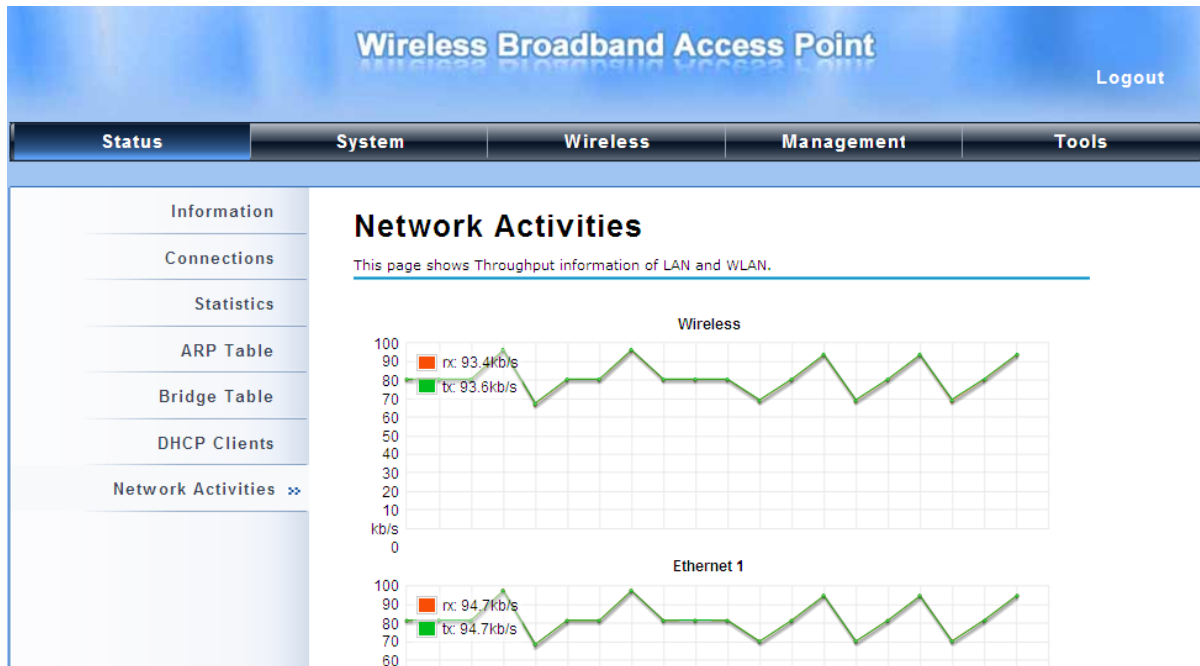 Wireless Broadband Access Point
Logout
Status System Wireless Management Tools
Information
Connections
Statistics
ARP Table
Bridge Table
DHCP Clients
Network Activities »
Network Activities
This page shows Throughput information of LAN and WLAN.
Wireless
100
90
80
70
60
50
40
30
20
10
kb/s
0
rx: 93.4kb/s
tx: 93.6kb/s
Ethernet 1
100
90
80
70
60
rx: 94.7kb/s
tx: 94.7kb/s